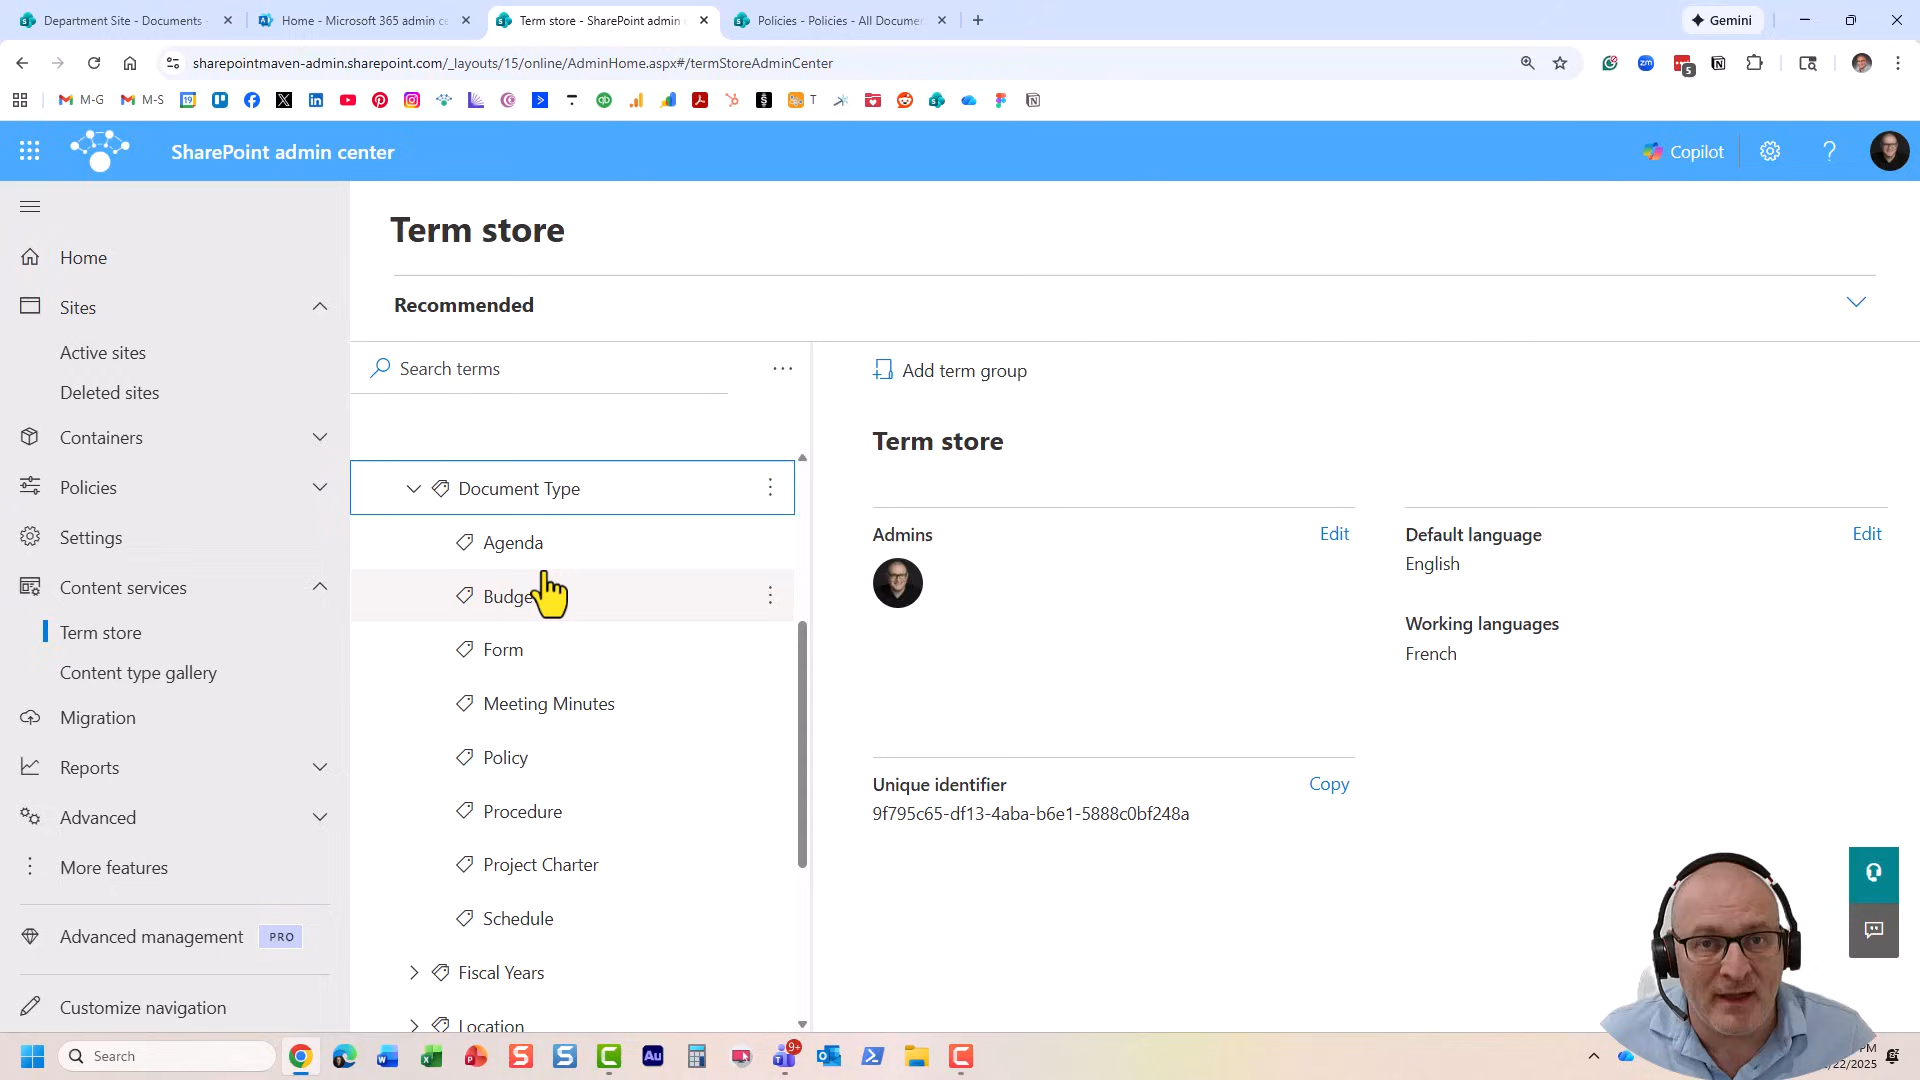 Department Site - Documents
Home - Microsoft 365 admin ce
Term store - SharePoint admin
Policies - Policies - All Docume
Gemini
sharepointmaven-admin.sharepoint.com/_layouts/15/online/AdminHome.aspx#/termStoreAdminCenter
M-G
M-S
T
SharePoint admin center
Copilot
Home
Sites
Active sites
Deleted sites
Containers
Policies
Settings
Content services
Term store
Content type gallery
Migration
Reports
Advanced
More features
Advanced management PRO
Customize navigation
Term store
Recommended
Search terms
Document Type
Agenda
Budge
Form
Meeting Minutes
Policy
Procedure
Project Charter
Schedule
Fiscal Years
Location
Add term group
Term store
Admins
Edit
Default language
Edit
English
Working languages
French
Unique identifier
Copy
9f795c65-df13-4aba-b6e1-5888c0bf248a
Search
9+
PM
/22/2025